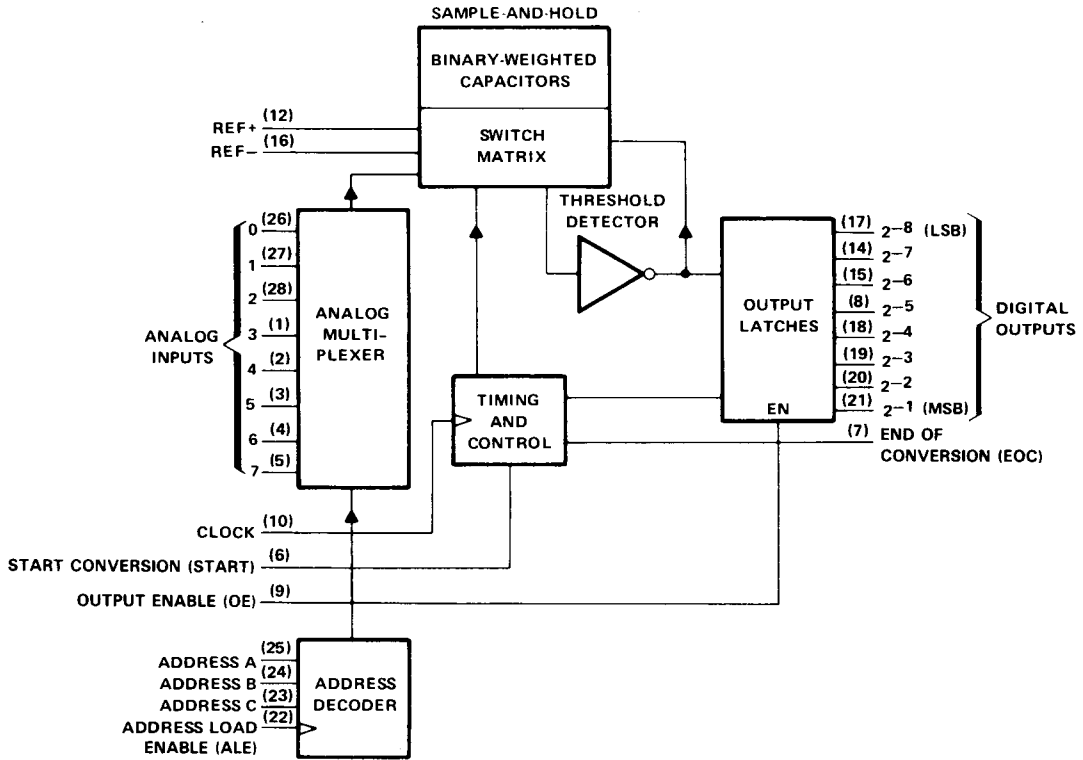 SAMPLE-AND-HOLD
BINARY-WEIGHTED
CAPACITORS
SWITCH
MATRIX
REF+ (12)
REF− (16)
THRESHOLD
DETECTOR
ANALOG
INPUTS
0 (26)
1 (27)
2 (28)
3 (1)
4 (2)
5 (3)
6 (4)
7 (5)
ANALOG
MULTI-
PLEXER
TIMING
AND
CONTROL
OUTPUT
LATCHES
EN
(17) 2−8 (LSB)
(14) 2−7
(15) 2−6
(8) 2−5
(18) 2−4
(19) 2−3
(20) 2−2
(21) 2−1 (MSB)
DIGITAL
OUTPUTS
(7) END OF
CONVERSION (EOC)
CLOCK (10)
START CONVERSION (START) (6)
OUTPUT ENABLE (OE) (9)
ADDRESS A (25)
ADDRESS B (24)
ADDRESS C (23)
ADDRESS LOAD (22)
ENABLE (ALE)
ADDRESS
DECODER